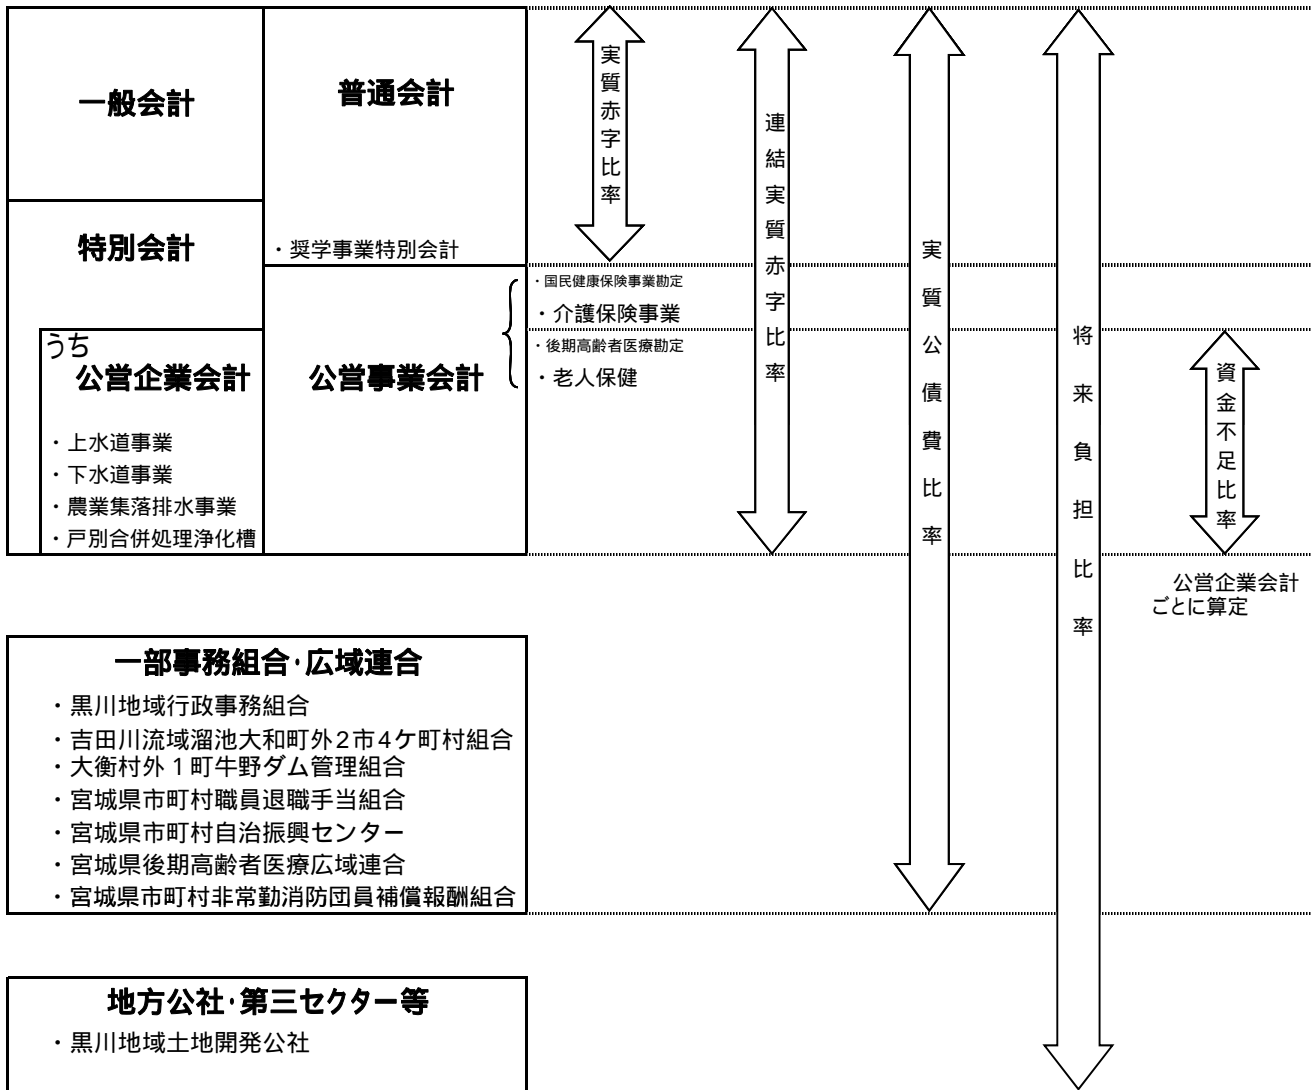 一般会計
普通会計
特別会計
・奨学事業特別会計
・国民健康保険事業勘定
・介護保険事業
・後期高齢者医療勘定
・老人保健
うち
公営企業会計
公営事業会計
・上水道事業
・下水道事業
・農業集落排水事業
・戸別合併処理浄化槽
実質赤字比率
連結実質赤字比率
実質公債費比率
将来負担比率
資金不足比率
公営企業会計
ごとに算定
一部事務組合・広域連合
・黒川地域行政事務組合
・吉田川流域溜池大和町外2市4ケ町村組合
・大衡村外1町牛野ダム管理組合
・宮城県市町村職員退職手当組合
・宮城県市町村自治振興センター
・宮城県後期高齢者医療広域連合
・宮城県市町村非常勤消防団員補償報酬組合
地方公社・第三セクター等
・黒川地域土地開発公社